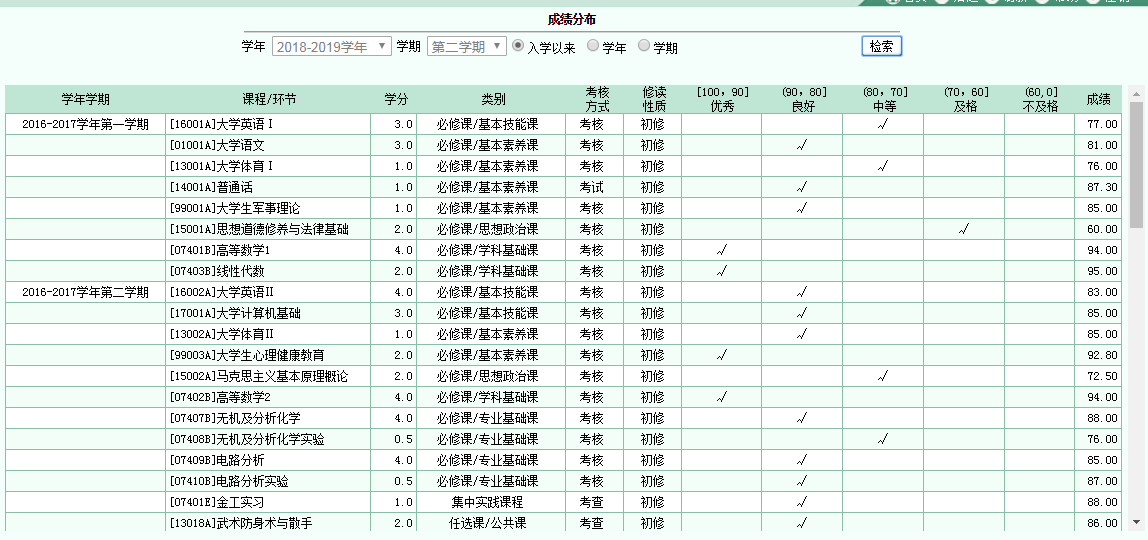 成绩分布
学年 2018-2019学年 学期 第二学期 入学以来 学年 学期 检索
学年学期 课程/环节 学分 类别 考核方式 修读性质 [100，90]优秀 (90，80]良好 (80，70]中等 (70，60]及格 (60,0]不及格 成绩
2016-2017学年第一学期 [16001A]大学英语Ⅰ 3.0 必修课/基本技能课 考核 初修 √ 77.00
[01001A]大学语文 3.0 必修课/基本素养课 考核 初修 √ 81.00
[13001A]大学体育Ⅰ 1.0 必修课/基本素养课 考核 初修 √ 76.00
[14001A]普通话 1.0 必修课/基本素养课 考试 初修 √ 87.30
[99001A]大学生军事理论 1.0 必修课/基本素养课 考核 初修 √ 85.00
[15001A]思想道德修养与法律基础 2.0 必修课/思想政治课 考核 初修 √ 60.00
[07401B]高等数学1 4.0 必修课/学科基础课 考核 初修 √ 94.00
[07403B]线性代数 2.0 必修课/学科基础课 考核 初修 √ 95.00
2016-2017学年第二学期 [16002A]大学英语Ⅱ 4.0 必修课/基本技能课 考核 初修 √ 83.00
[17001A]大学计算机基础 3.0 必修课/基本技能课 考核 初修 √ 85.00
[13002A]大学体育Ⅱ 1.0 必修课/基本素养课 考核 初修 √ 85.00
[99003A]大学生心理健康教育 2.0 必修课/基本素养课 考核 初修 √ 92.80
[15002A]马克思主义基本原理概论 2.0 必修课/思想政治课 考核 初修 √ 72.50
[07402B]高等数学2 4.0 必修课/学科基础课 考核 初修 √ 94.00
[07407B]无机及分析化学 4.0 必修课/专业基础课 考核 初修 √ 88.00
[07408B]无机及分析化学实验 0.5 必修课/专业基础课 考核 初修 √ 76.00
[07409B]电路分析 4.0 必修课/专业基础课 考核 初修 √ 85.00
[07410B]电路分析实验 0.5 必修课/专业基础课 考核 初修 √ 87.00
[07401E]金工实习 1.0 集中实践课程 考查 初修 √ 88.00
[13018A]武术防身术与散手 2.0 任选课/公共课 考查 初修 √ 86.00